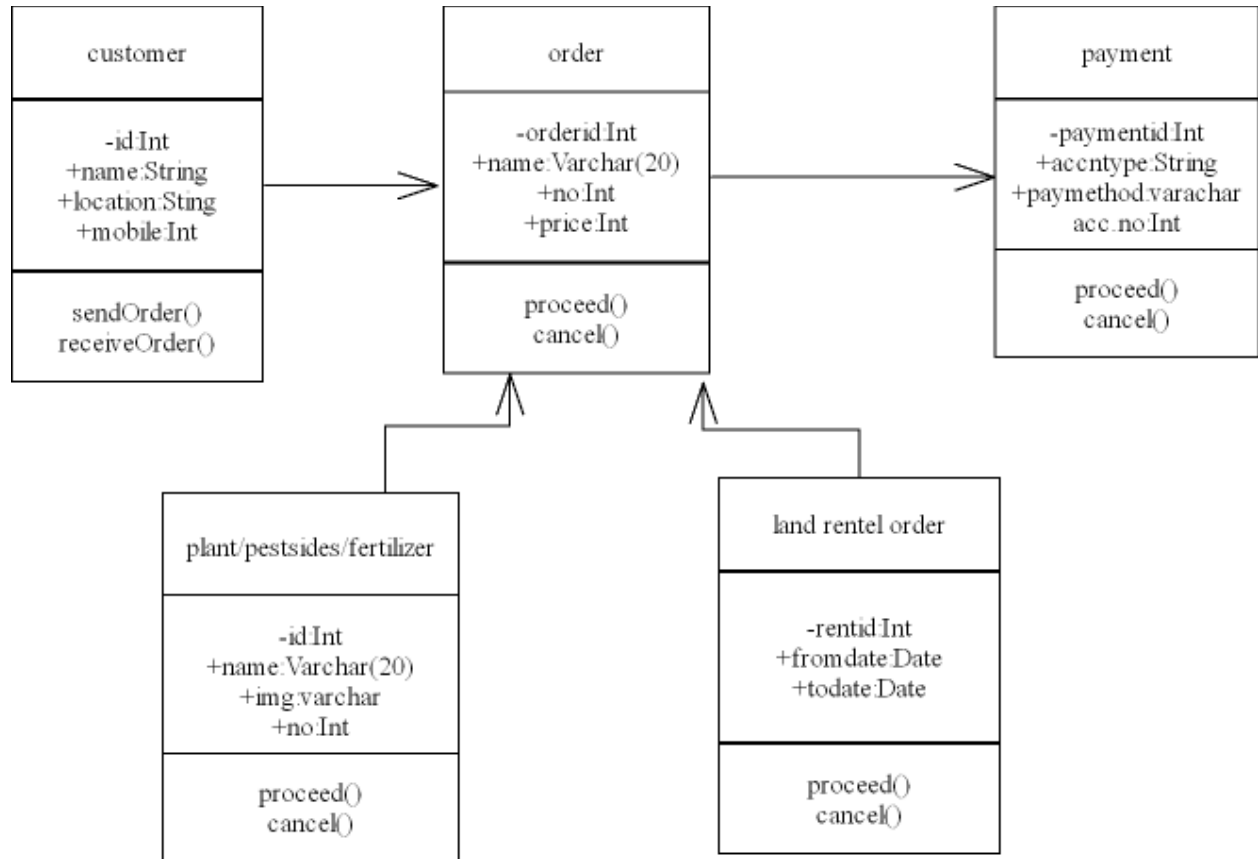 customer
-id:Int
+name:String
+location:Sting
+mobile:Int
sendOrder()
receiveOrder()
order
-orderid:Int
+name:Varchar(20)
+no:Int
+price:Int
proceed()
cancel()
payment
-paymentid:Int
+accntype:String
+paymethod:varachar
acc.no:Int
proceed()
cancel()
plant/pestsides/fertilizer
-id:Int
+name:Varchar(20)
+img:varchar
+no:Int
proceed()
cancel()
land rentel order
-rentid:Int
+fromdate:Date
+todate:Date
proceed()
cancel()